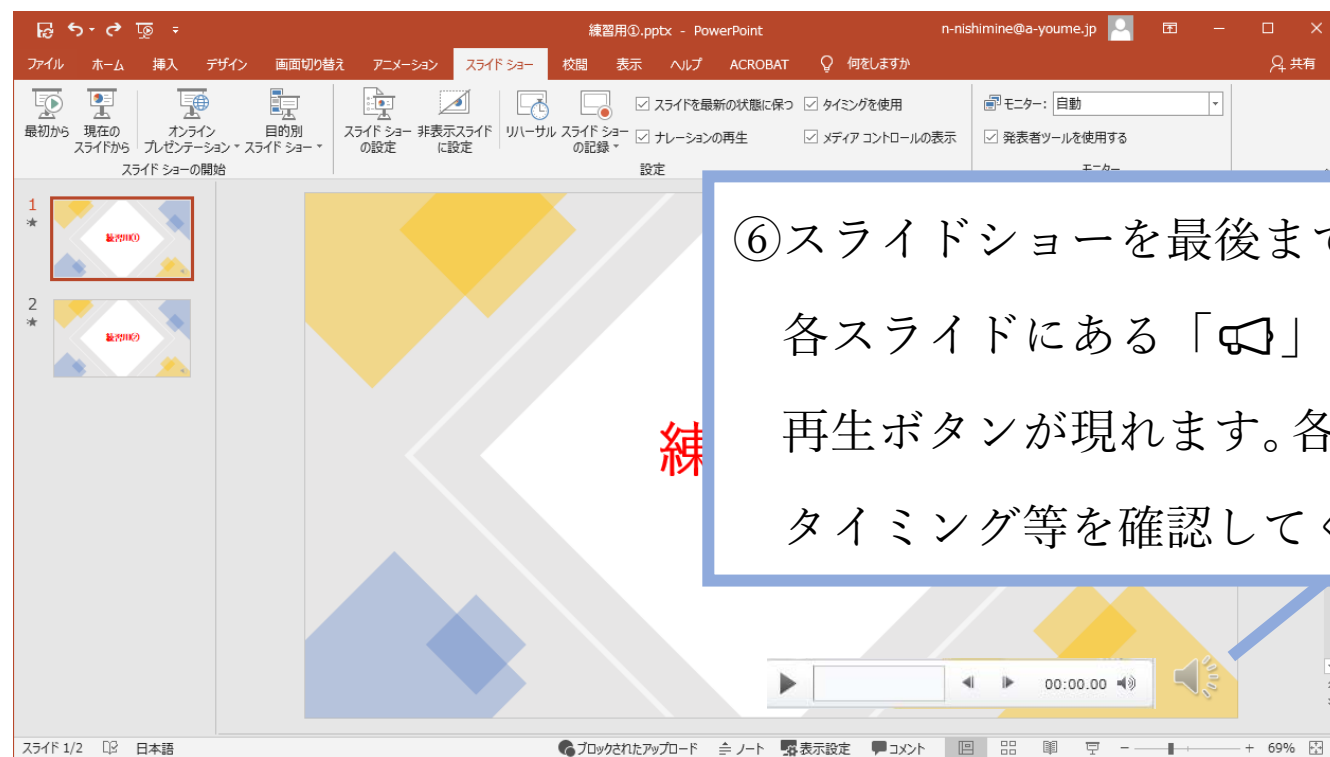 練習用①.pptx - PowerPoint
n-nishimine@a-youme.jp
ファイル ホーム 挿入 デザイン 画面切り替え アニメーション スライド ショー 校閲 表示 ヘルプ ACROBAT 何をしますか 共有
最初から 現在の スライドから オンライン プレゼンテーション 目的別 スライド ショー スライド ショー の設定 非表示スライド に設定 リハーサル スライド ショー の記録
スライドを最新の状態に保つ タイミングを使用
ナレーションの再生 メディア コントロールの表示
モニター: 自動
発表者ツールを使用する
スライド ショーの開始 設定
1
練習用①
2
練習用②
⑥スライドショーを最後まで
各スライドにある「」
再生ボタンが現れます。各
タイミング等を確認して
練
00:00.00
スライド 1/2 日本語 ブロックされたアップロード ノート 表示設定 コメント - + 69%